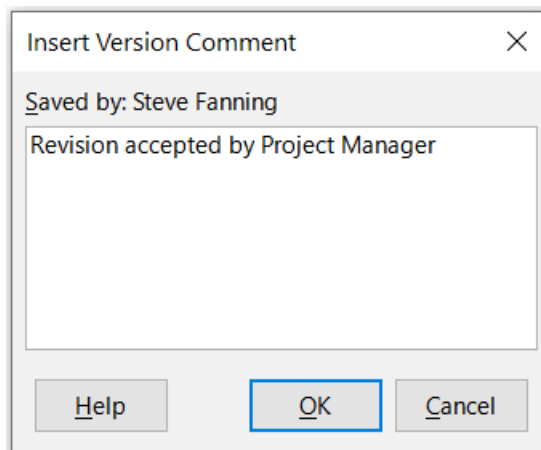 Insert Version Comment
Saved by: Steve Fanning
Revision accepted by Project Manager
Help
OK
Cancel